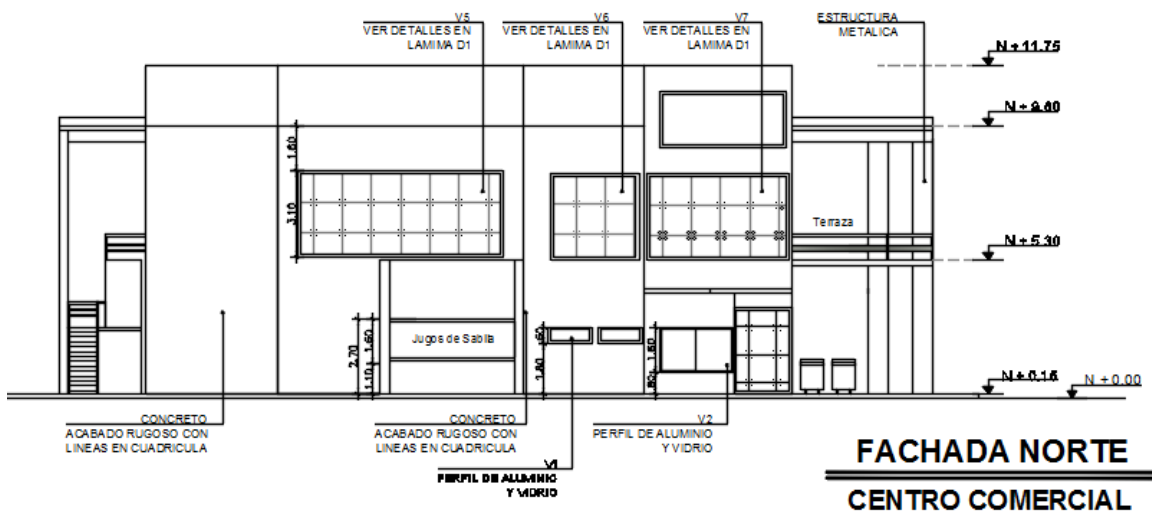 V5
VER DETALLES EN
LAMIMA D1
V6
VER DETALLES EN
LAMIMA D1
V7
VER DETALLES EN
LAMIMA D1
ESTRUCTURA
METALICA
N + 11.75
N + 9.60
1.60
3.10
Terraza
N + 5.30
2.70
1.60
1.10
Jugos de Sabila
.60
1.80
1.60
.80
N + 0.15
N + 0.00
CONCRETO
ACABADO RUGOSO CON
LINEAS EN CUADRICULA
CONCRETO
ACABADO RUGOSO CON
LINEAS EN CUADRICULA
V2
PERFIL DE ALUMINIO
Y VIDRIO
V1
PERFIL DE ALUMINIO
Y VIDRIO
FACHADA NORTE
CENTRO COMERCIAL